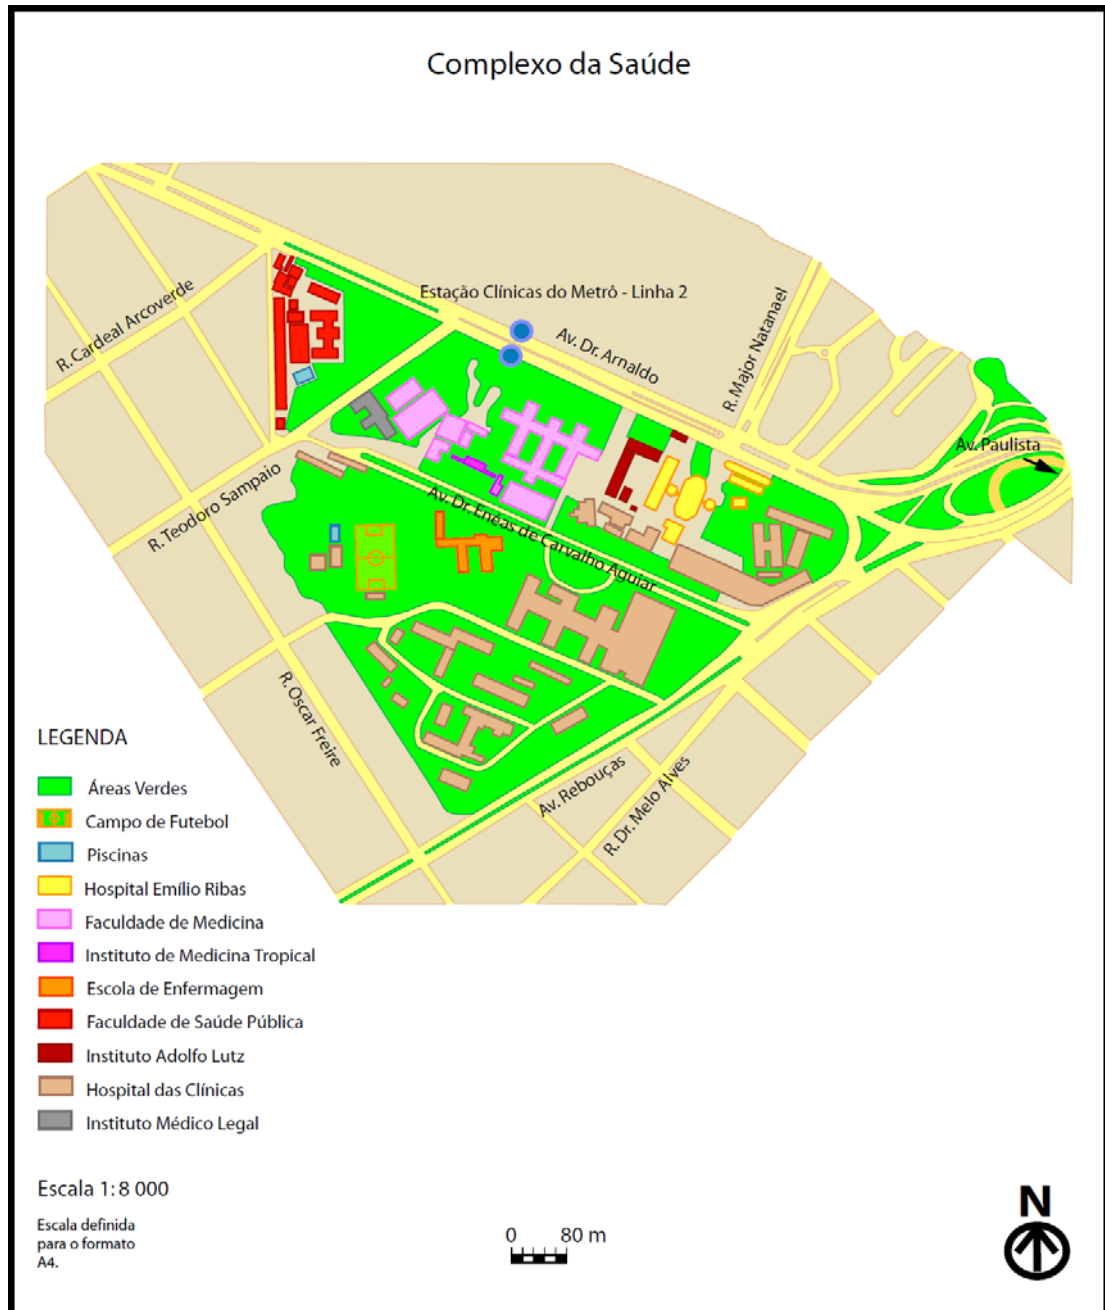 Complexo da Saúde
Estação Clínicas do Metrô - Linha 2
R. Cardeal Arcoverde
Av. Dr. Arnaldo
R. Major Natanael
Av. Paulista
R. Teodoro Sampaio
Av. Dr. Enéas de Carvalho Aguiar
R. Oscar Freire
Av. Rebouças
R. Dr. Melo Alves
LEGENDA
Áreas Verdes
Campo de Futebol
Piscinas
Hospital Emílio Ribas
Faculdade de Medicina
Instituto de Medicina Tropical
Escola de Enfermagem
Faculdade de Saúde Pública
Instituto Adolfo Lutz
Hospital das Clínicas
Instituto Médico Legal
Escala 1: 8 000
Escala definida
para o formato
A4.
0 80 m
N